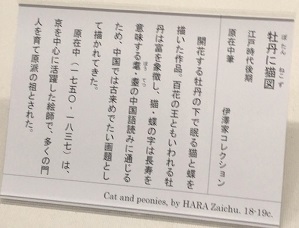 牡丹に猫図
ぼたん ねこず
江戸時代後期
原在中筆
伊澤家コレクション
開花する牡丹の下で眠る猫と蝶を
描いた作品。百花の王ともいわれる牡
丹は富を象徴し、猫・蝶の字は長寿を
意味する耄・耋の中国語読みに通じる
ぼう てつ
ため、中国では古来めでたい画題とし
て描かれてきた。
原在中（一七五〇-一八三七）は、
京を中心に活躍した絵師で、多くの門
人を育て原派の祖とされた。
Cat and peonies, by HARA Zaichu. 18-19c.